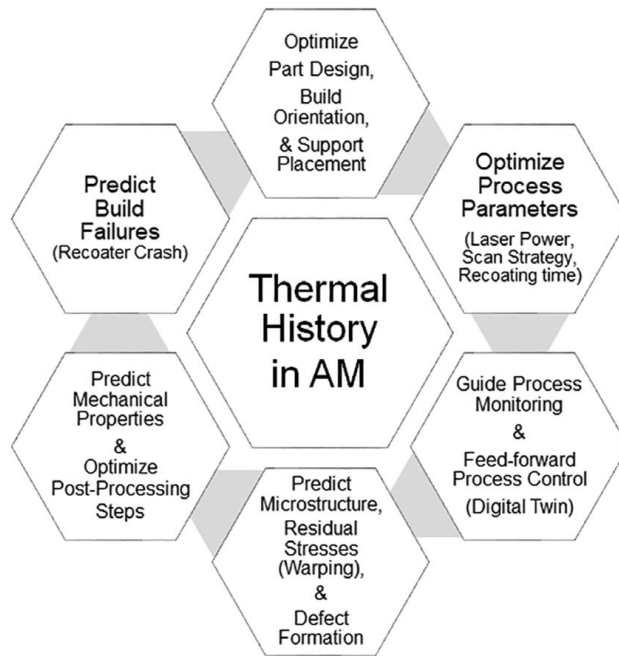 Optimize
Part Design,
Build
Orientation,
& Support
Placement
Optimize
Process
Parameters
(Laser Power,
Scan Strategy,
Recoating time)
Guide Process
Monitoring
&
Feed-forward
Process Control
(Digital Twin)
Predict
Microstructure,
Residual
Stresses
(Warping),
&
Defect
Formation
Predict
Mechanical
Properties
&
Optimize
Post-Processing
Steps
Predict
Build
Failures
(Recoater Crash)
Thermal
History
in AM